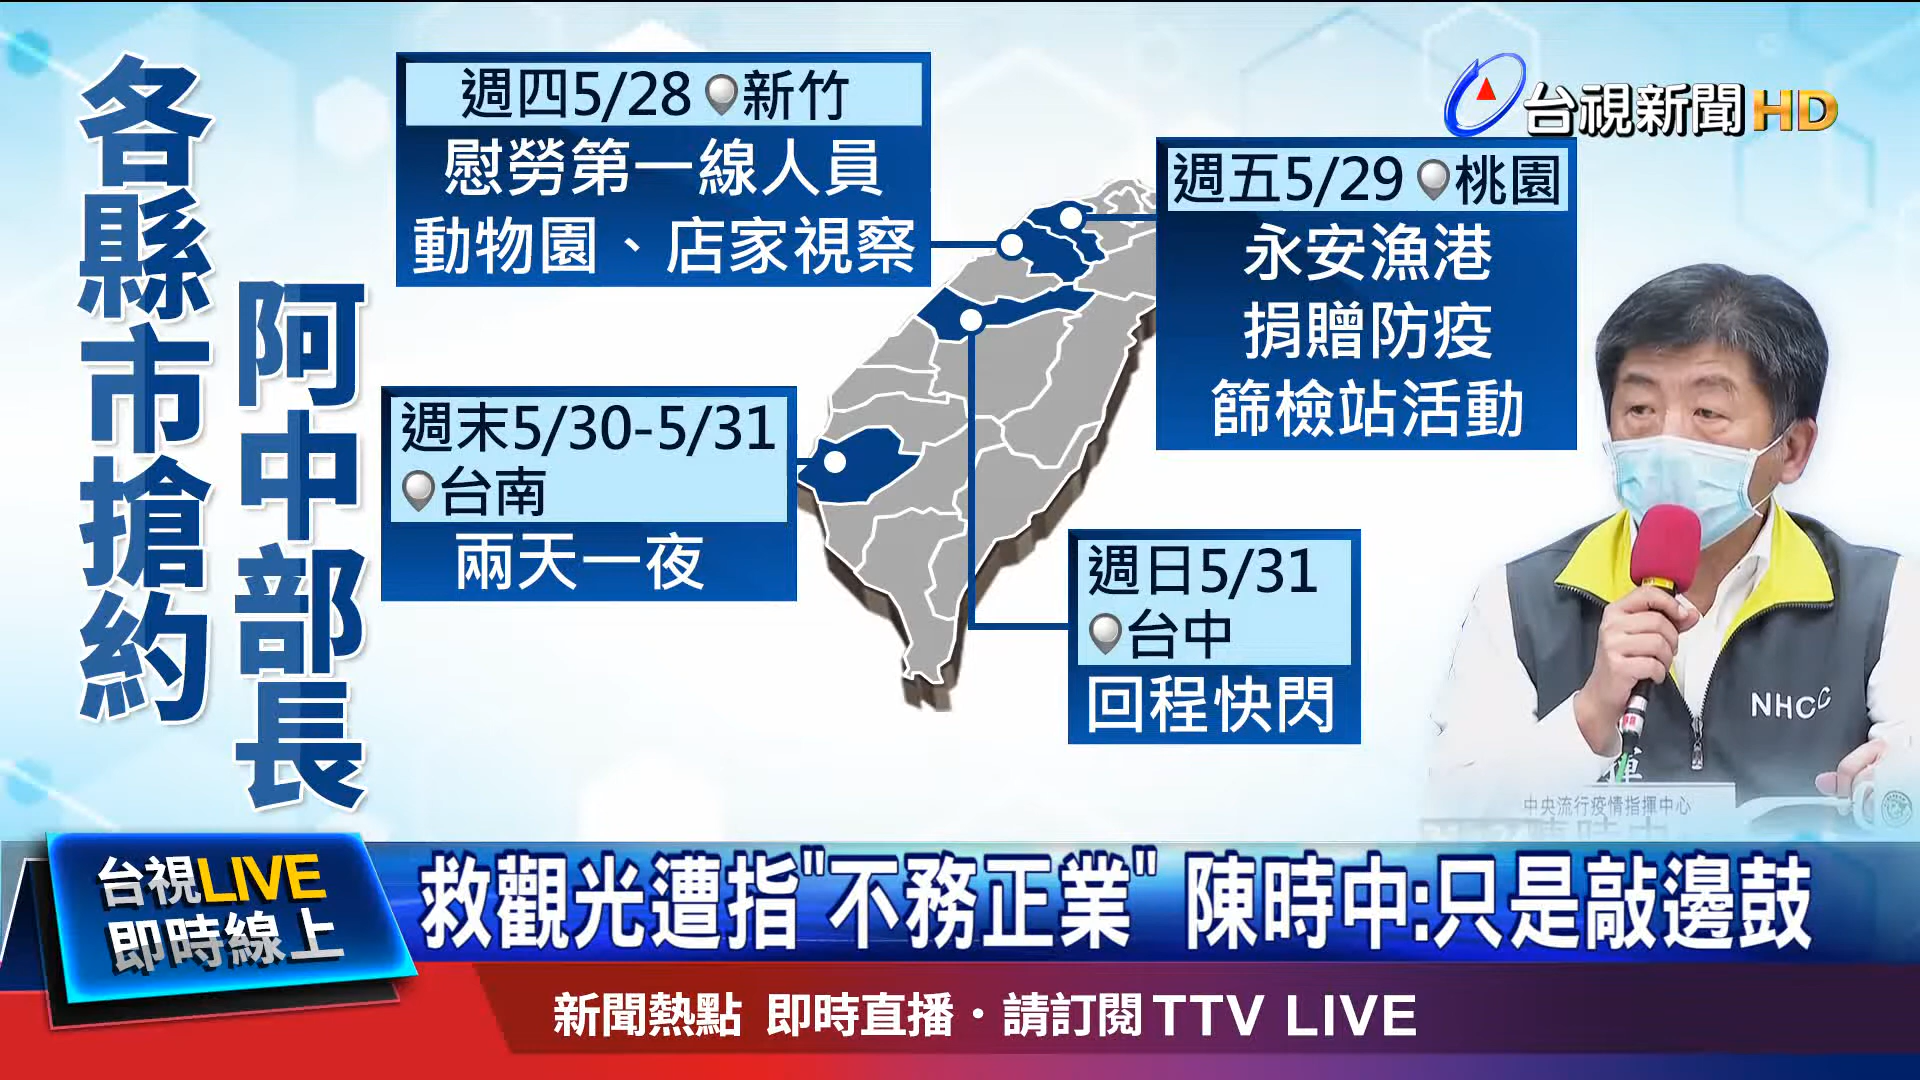 各縣市搶約
阿中部長
週四5/28 新竹
慰勞第一線人員
動物園、店家視察
台視新聞HD
週五5/29 桃園
永安漁港
捐贈防疫
篩檢站活動
週末5/30-5/31
台南
兩天一夜
週日5/31
台中
回程快閃
NHCC
中央流行疫情指揮中心
台視LIVE
即時線上
救觀光遭指"不務正業" 陳時中:只是敲邊鼓
新聞熱點 即時直播·請訂閱TTV LIVE